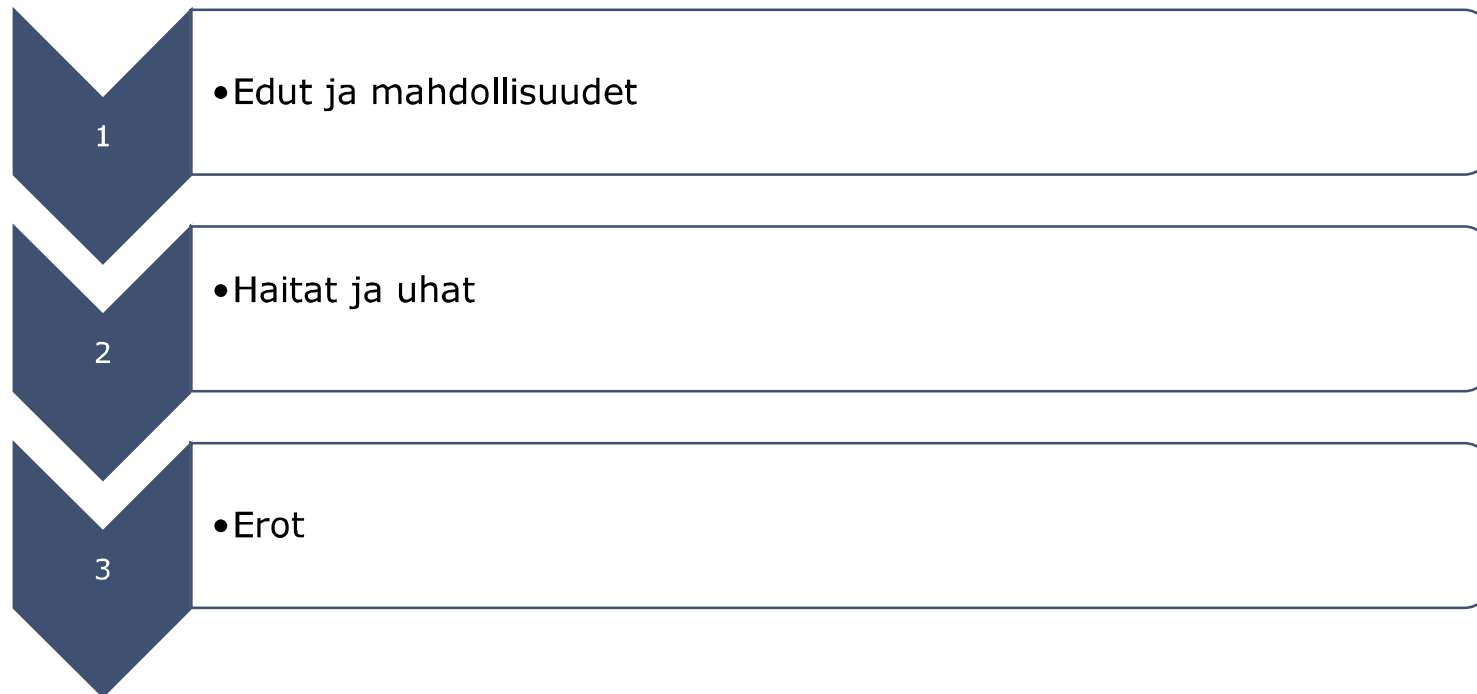 1
•Edut ja mahdollisuudet
2
•Haitat ja uhat
3
•Erot